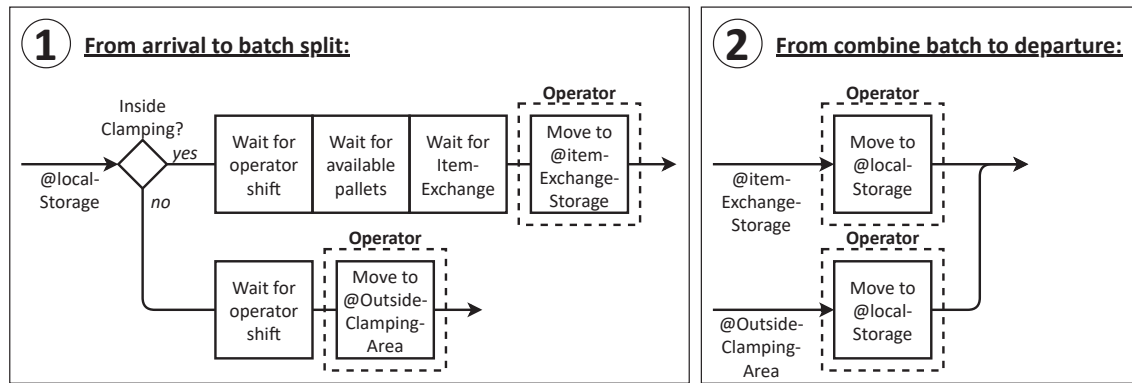 1 From arrival to batch split:
Inside
Clamping?
yes
no
@local-
Storage
Wait for
operator
shift
Wait for
available
pallets
Wait for
Item-
Exchange
Operator
Move to
@item-
Exchange-
Storage
Wait for
operator
shift
Operator
Move to
@Outside-
Clamping-
Area
2 From combine batch to departure:
@item-
Exchange-
Storage
Operator
Move to
@local-
Storage
@Outside-
Clamping-
Area
Operator
Move to
@local-
Storage